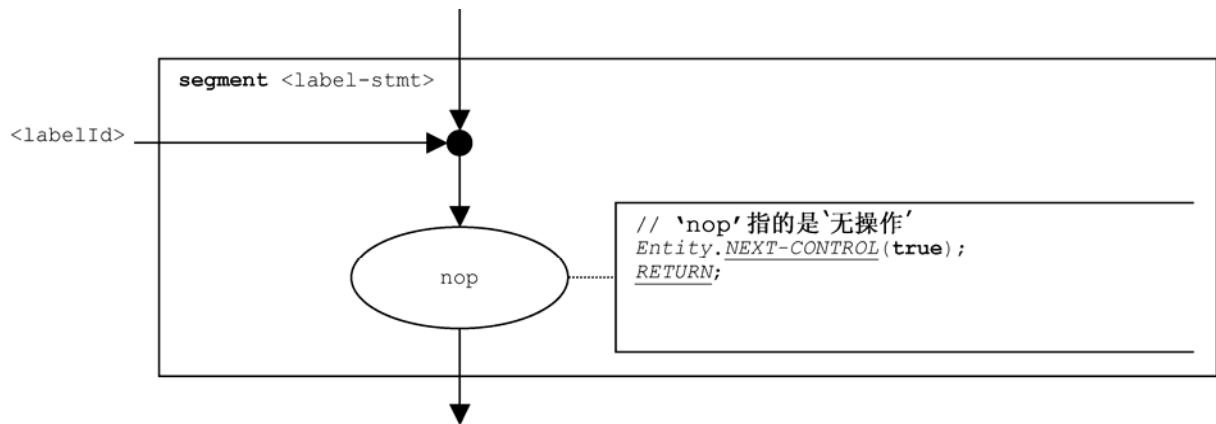 segment <label-stmt>
<labelId>
// ‘nop’指的是‘无操作’
Entity.NEXT-CONTROL(true);
RETURN;
nop